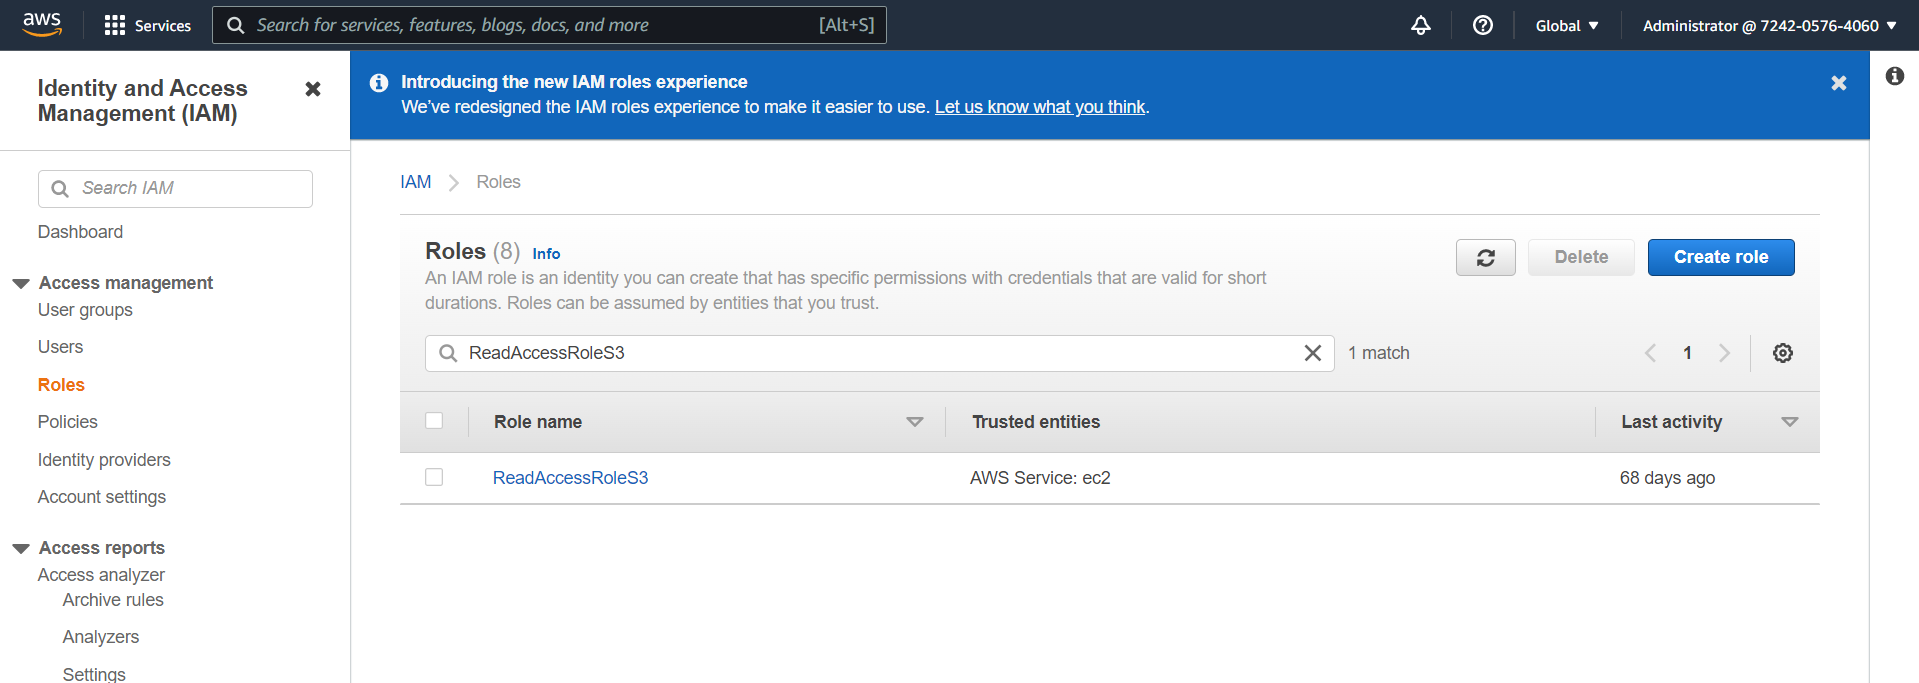 aws
Services
Search for services, features, blogs, docs, and more
[Alt+S]
Global
Administrator @ 7242-0576-4060
Identity and Access
Management (IAM)
Search IAM
Dashboard
Access management
User groups
Users
Roles
Policies
Identity providers
Account settings
Access reports
Access analyzer
Archive rules
Analyzers
Settings
Introducing the new IAM roles experience
We've redesigned the IAM roles experience to make it easier to use. Let us know what you think.
IAM
Roles
Roles (8) Info
An IAM role is an identity you can create that has specific permissions with credentials that are valid for short
durations. Roles can be assumed by entities that you trust.
Delete
Create role
ReadAccessRoleS3
1 match
1
Role name
Trusted entities
Last activity
ReadAccessRoleS3
AWS Service: ec2
68 days ago